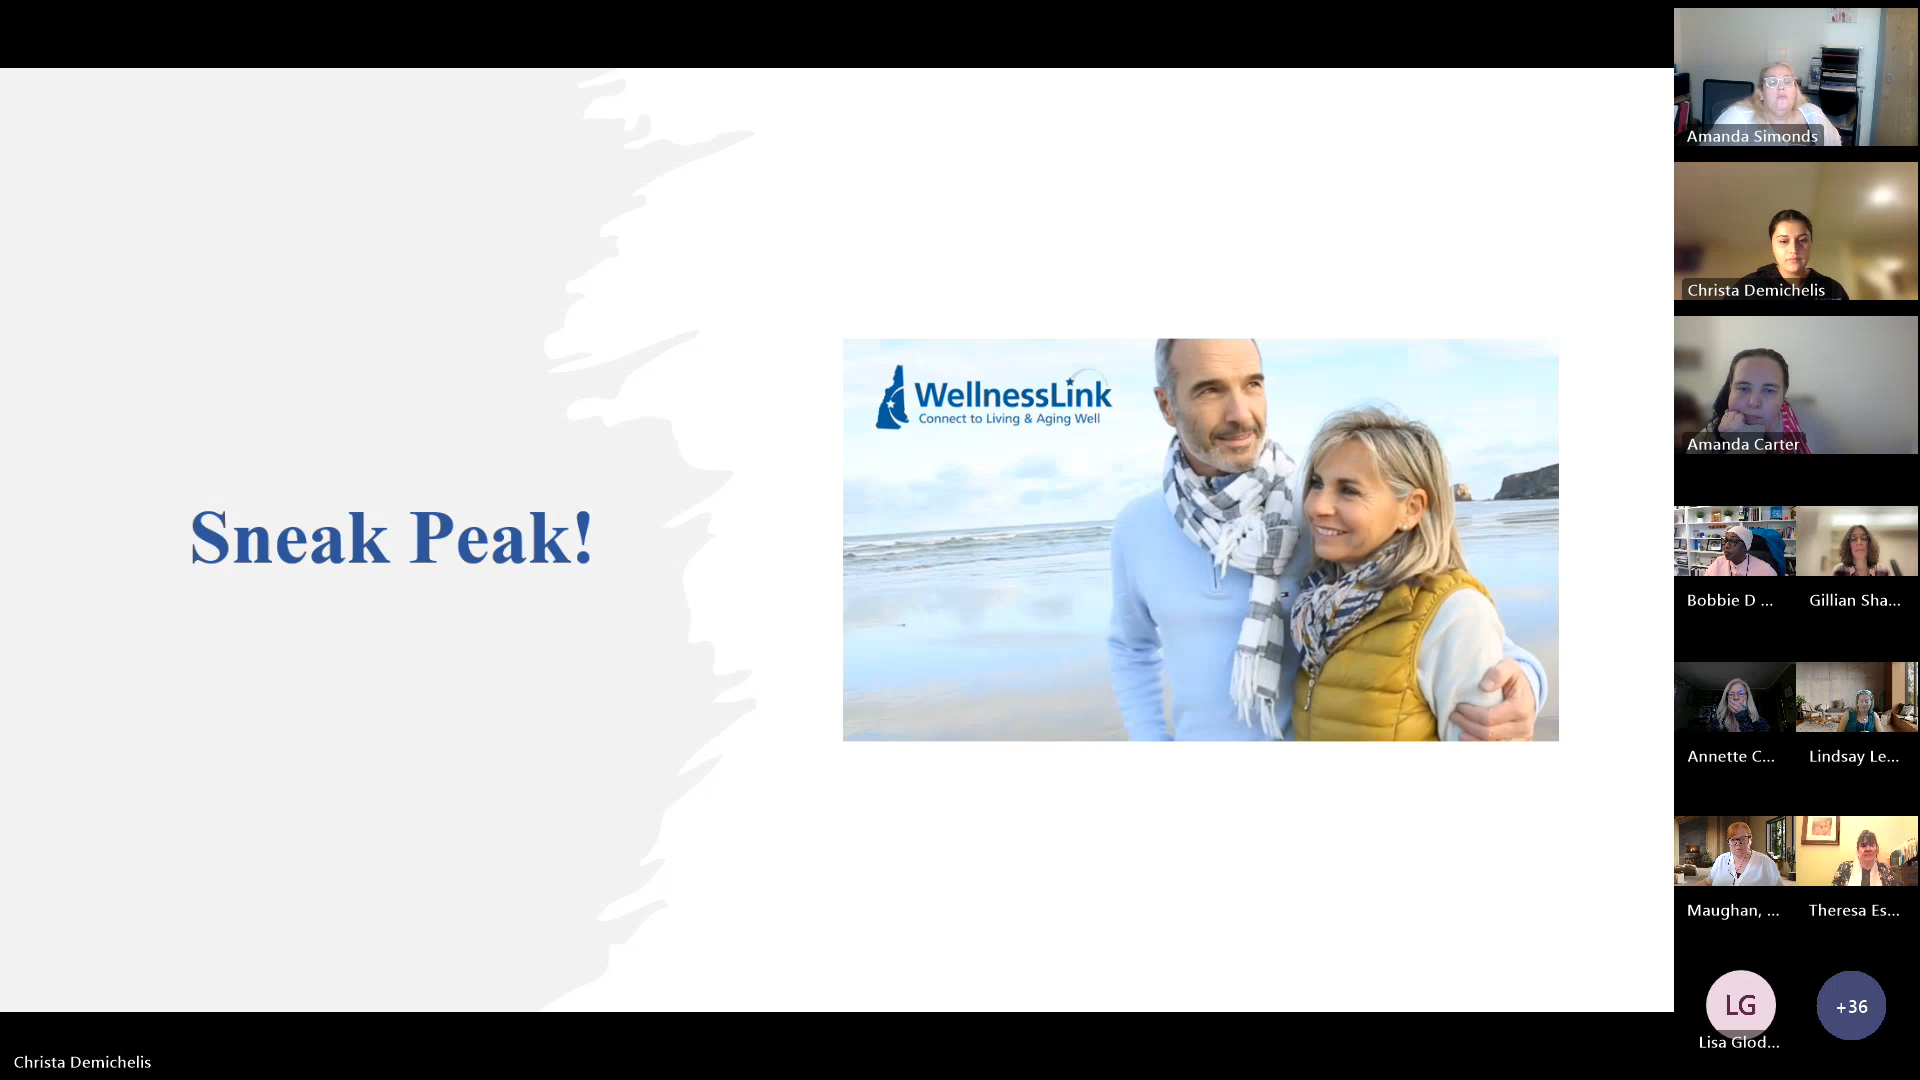 Sneak Peak!
WellnessLink
Connect to Living & Aging Well
Amanda Simonds
Christa Demichelis
Amanda Carter
Bobbie D ...
Gillian Sha...
Annette C...
Lindsay Le...
Maughan, ...
Theresa Es...
LG
Lisa Glod...
+36
Christa Demichelis